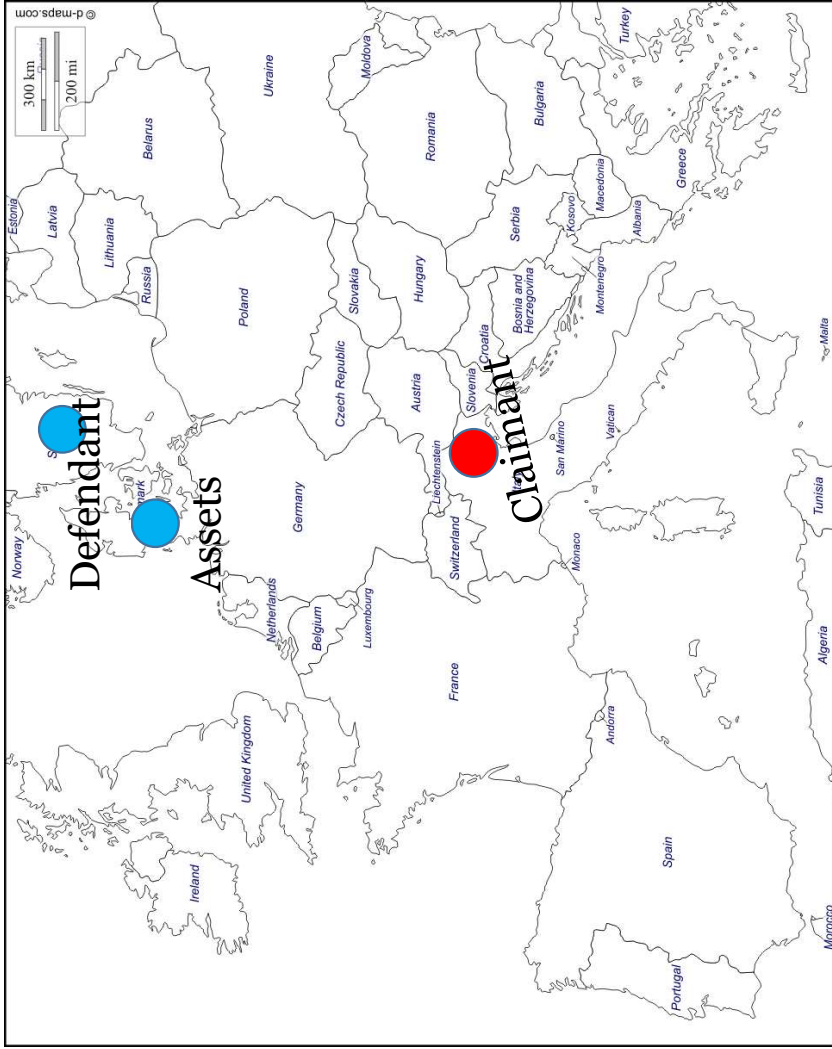 © d-maps.com
300 km
200 mi
Norway
Estonia
Latvia
Lithuania
Russia
Belarus
Ukraine
Moldova
Turkey
Defendant
Assets
Ireland
United Kingdom
Netherlands
Belgium
Luxembourg
Germany
Poland
Czech Republic
Slovakia
Austria
Hungary
Romania
Liechtenstein
Switzerland
France
Slovenia
Croatia
Bosnia and
Herzegovina
Serbia
Bulgaria
Claimant
Kosovo
Macedonia
Montenegro
Albania
Greece
San Marino
Monaco
Vatican
Andorra
Spain
Portugal
Morocco
Algeria
Tunisia
Malta